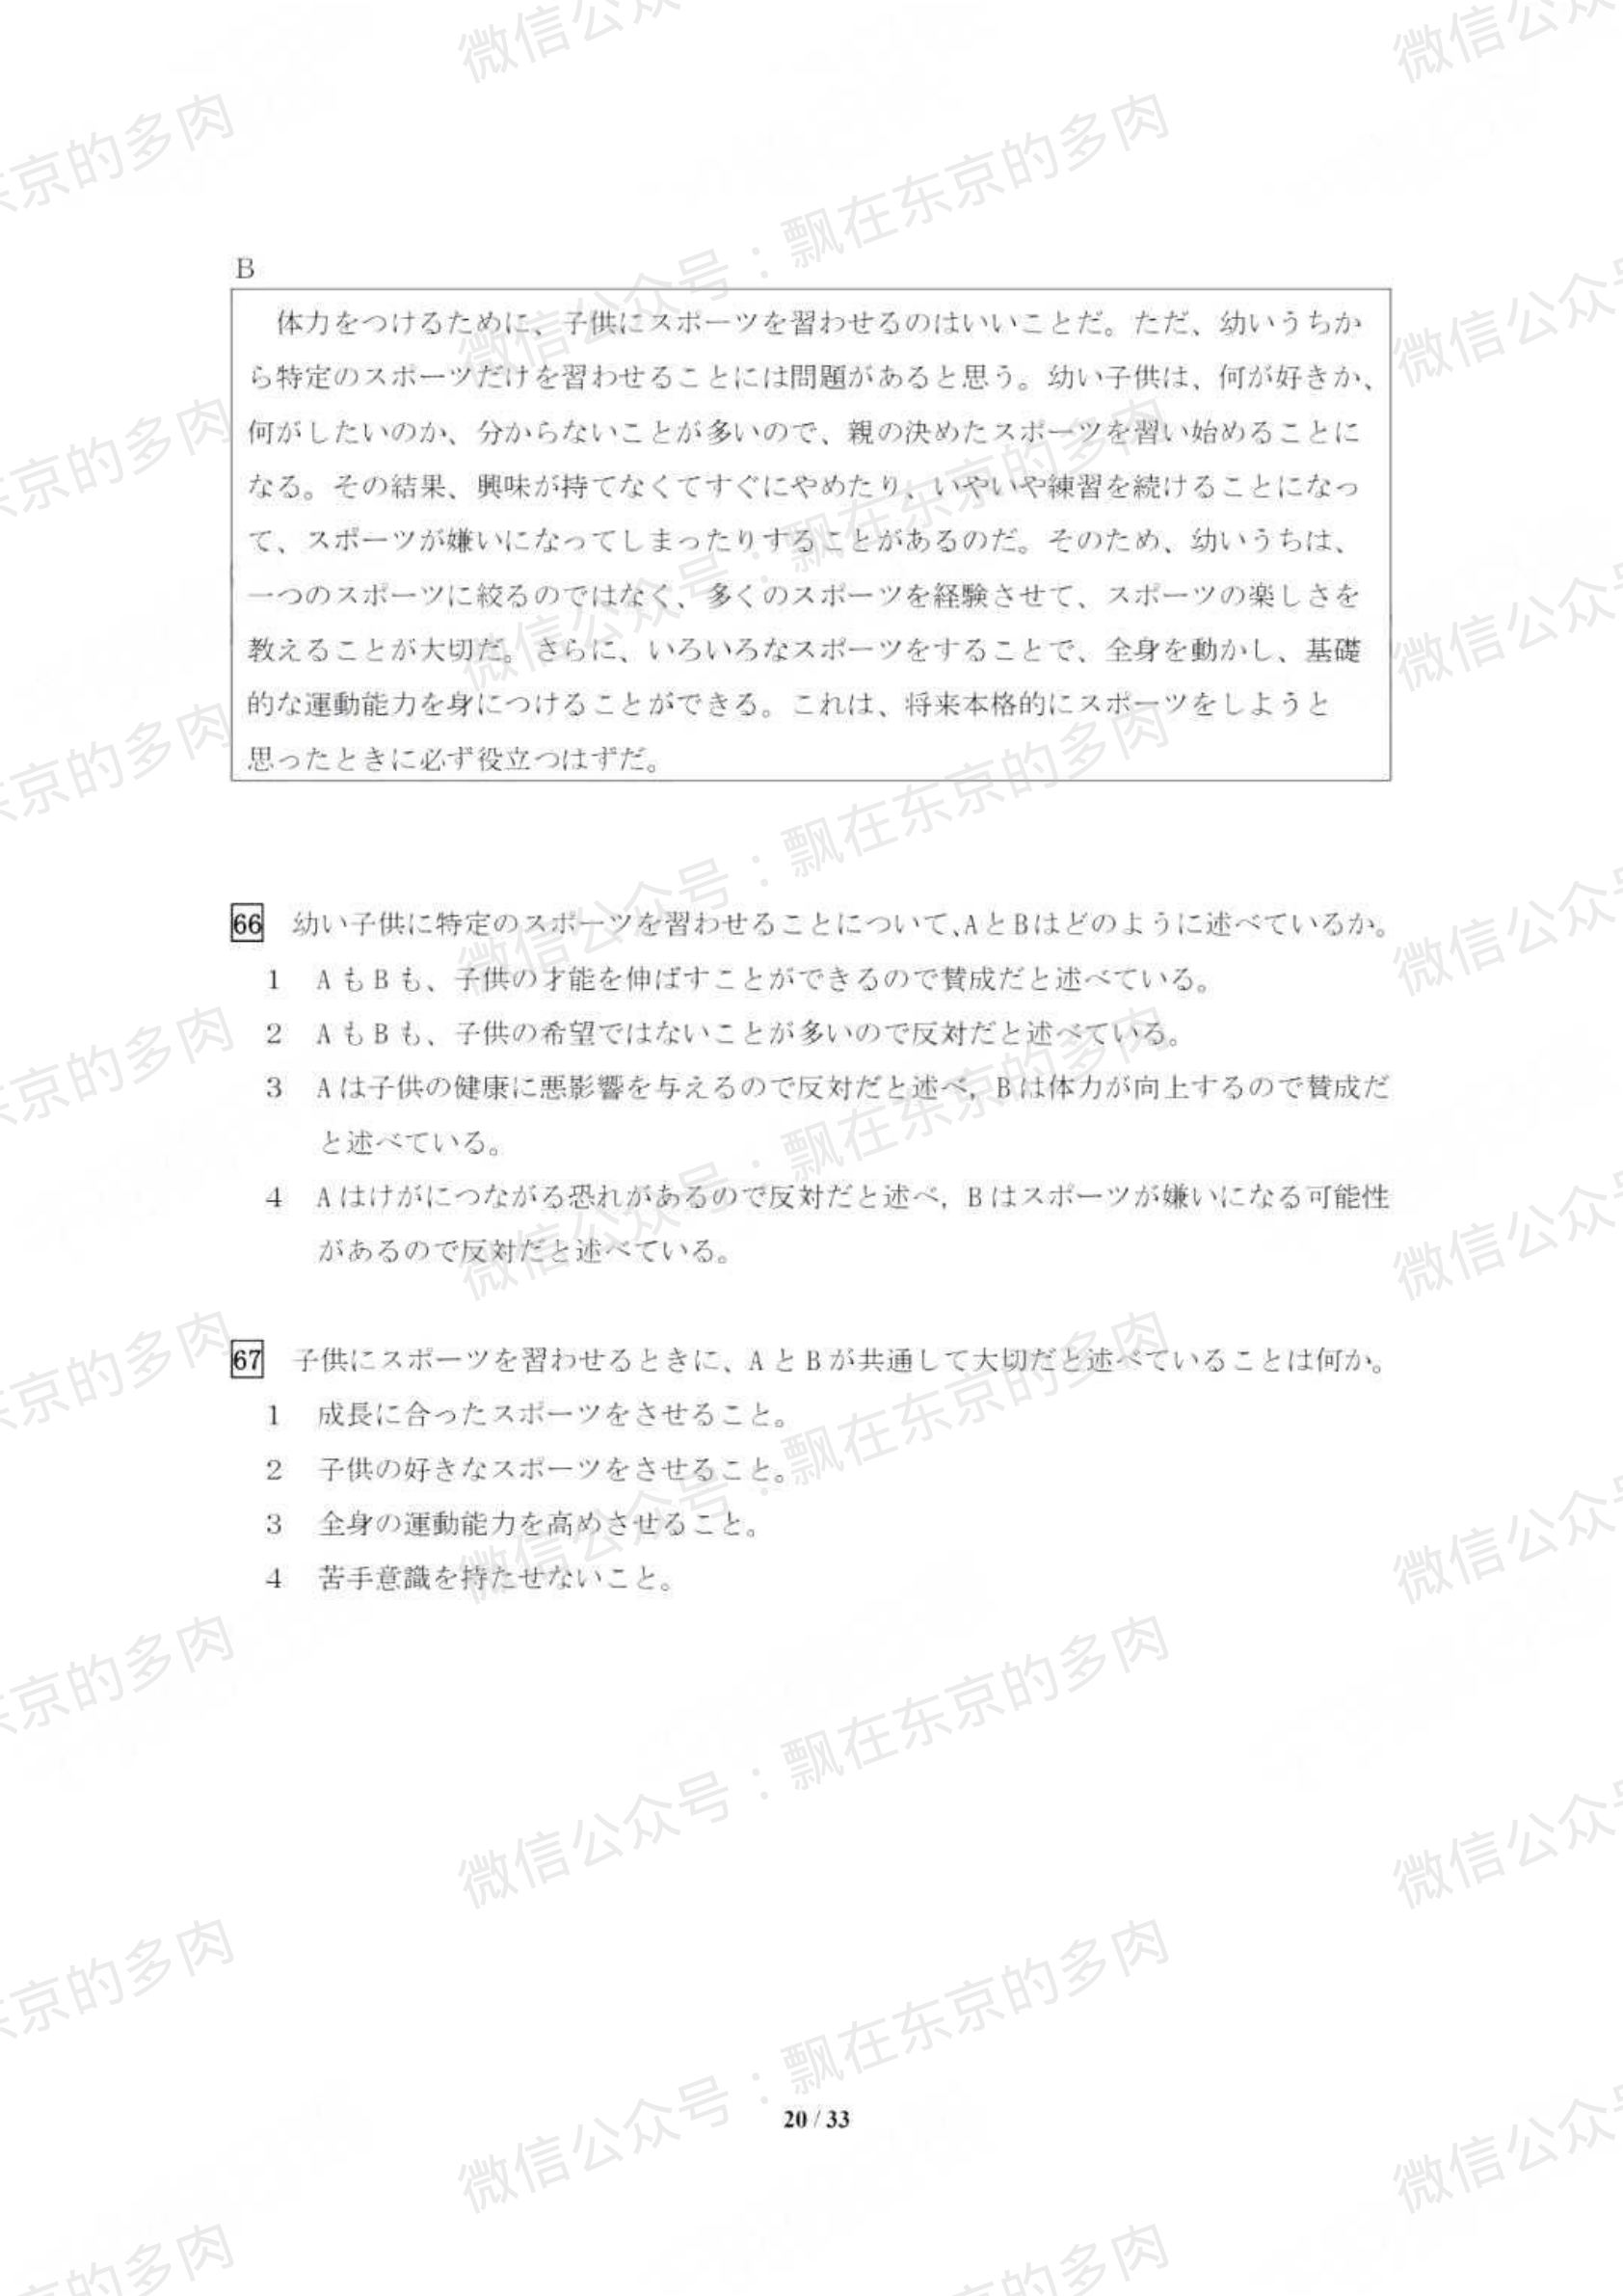 B
体力をつけるために、子供にスポーツを習わせるのはいいことだ。ただ、幼いうちか
ら特定のスポーツだけを習わせることには問題があると思う。幼い子供は、何が好きか、
何がしたいのか、分からないことが多いので、親の決めたスポーツを習い始めることに
なる。その結果、興味が持てなくてすぐにやめたり、いやいや練習を続けることになっ
て、スポーツが嫌いになってしまったりすることがあるのだ。そのため、幼いうちは、
一つのスポーツに絞るのではなく、多くのスポーツを経験させて、スポーツの楽しさを
教えることが大切だ。さらに、いろいろなスポーツをすることで、全身を動かし、基礎
的な運動能力を身につけることができる。これは、将来本格的にスポーツをしようと
思ったときに必ず役立つはずだ。
66 幼い子供に特定のスポーツを習わせることについて、AとBはどのように述べているか。
1 AもBも、子供の才能を伸ばすことができるので賛成だと述べている。
2 AもBも、子供の希望ではないことが多いので反対だと述べている。
3 Aは子供の健康に悪影響を与えるので反対だと述べ，Bは体力が向上するので賛成だ
と述べている。
4 Aはけがにつながる恐れがあるので反対だと述べ，Bはスポーツが嫌いになる可能性
があるので反対だと述べている。
67 子供にスポーツを習わせるときに、AとBが共通して大切だと述べていることは何か。
1 成長に合ったスポーツをさせること。
2 子供の好きなスポーツをさせること。
3 全身の運動能力を高めさせること。
4 苦手意識を持たせないこと。
20 / 33
微信公众号：飘在东京的多肉